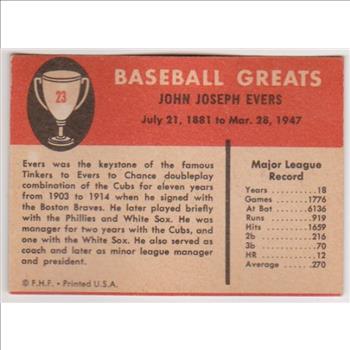 23
BASEBALL GREATS
JOHN JOSEPH EVERS
July 21, 1881 to Mar. 28, 1947
Evers was the keystone of the famous
Tinkers to Evers to Chance doubleplay
combination of the Cubs for eleven years
from 1903 to 1914 when he signed with
the Boston Braves. He later played briefly
with the Phillies and White Sox. He was
manager for two years with the Cubs, and
one with the White Sox. He also served as
coach and later as minor league manager
and president.
© F.H.F. • Printed U.S.A.
Major League
Record
Years ........ 18
Games ..... 1776
At Bat ..... 6136
Runs ....... 919
Hits ....... 1659
2b ......... 216
3b .......... 70
HR .......... 12
Average .... .270